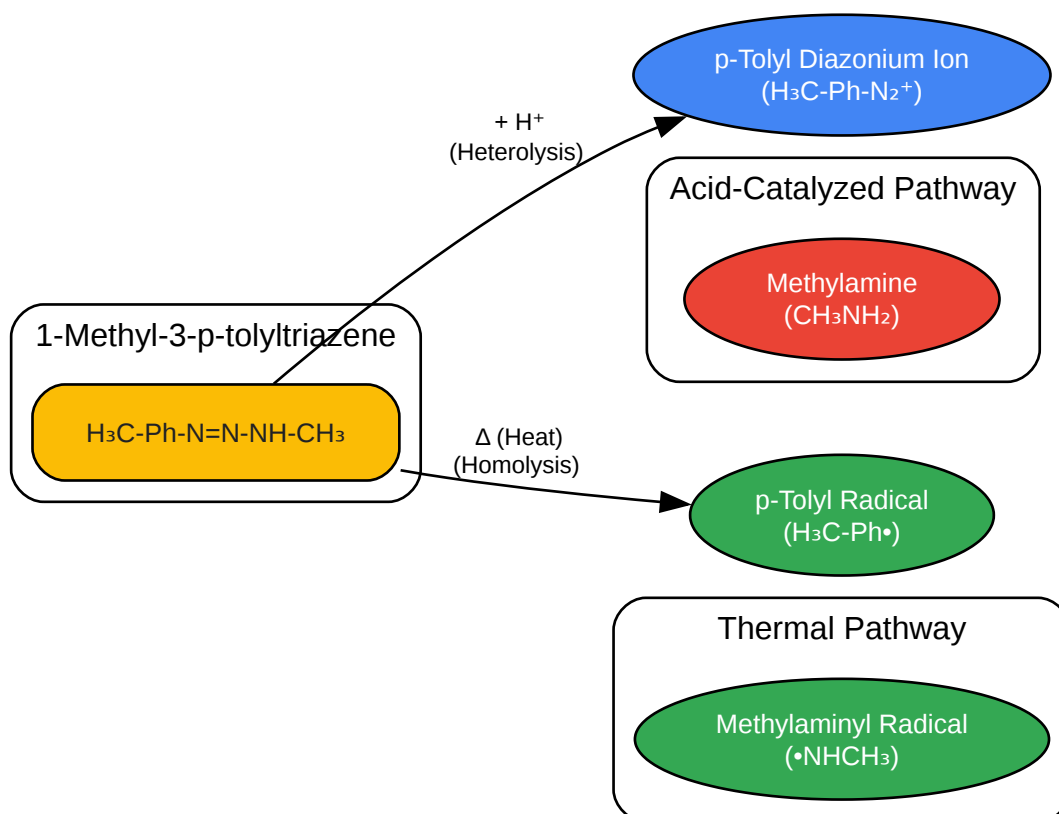 p-Tolyl Diazonium Ion
(H₃C-Ph-N₂⁺)
+ H⁺
(Heterolysis)
Acid-Catalyzed Pathway
Methylamine
(CH₃NH₂)
1-Methyl-3-p-tolyltriazene
H₃C-Ph-N=N-NH-CH₃
Δ (Heat)
(Homolysis)
p-Tolyl Radical
(H₃C-Ph•)
Thermal Pathway
Methylaminyl Radical
(•NHCH₃)